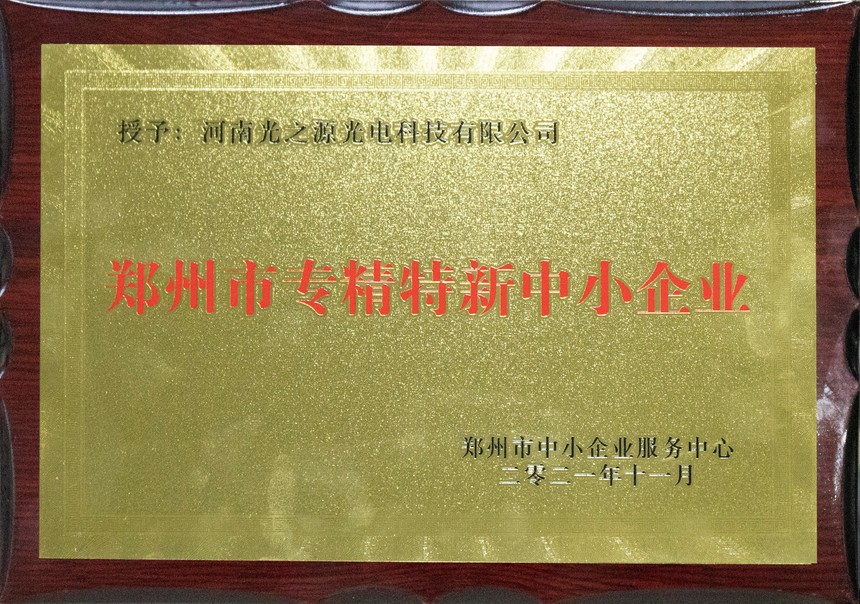 授予：河南光之源光电科技有限公司
郑州市专精特新中小企业
郑州市中小企业服务中心
二零二一年十一月